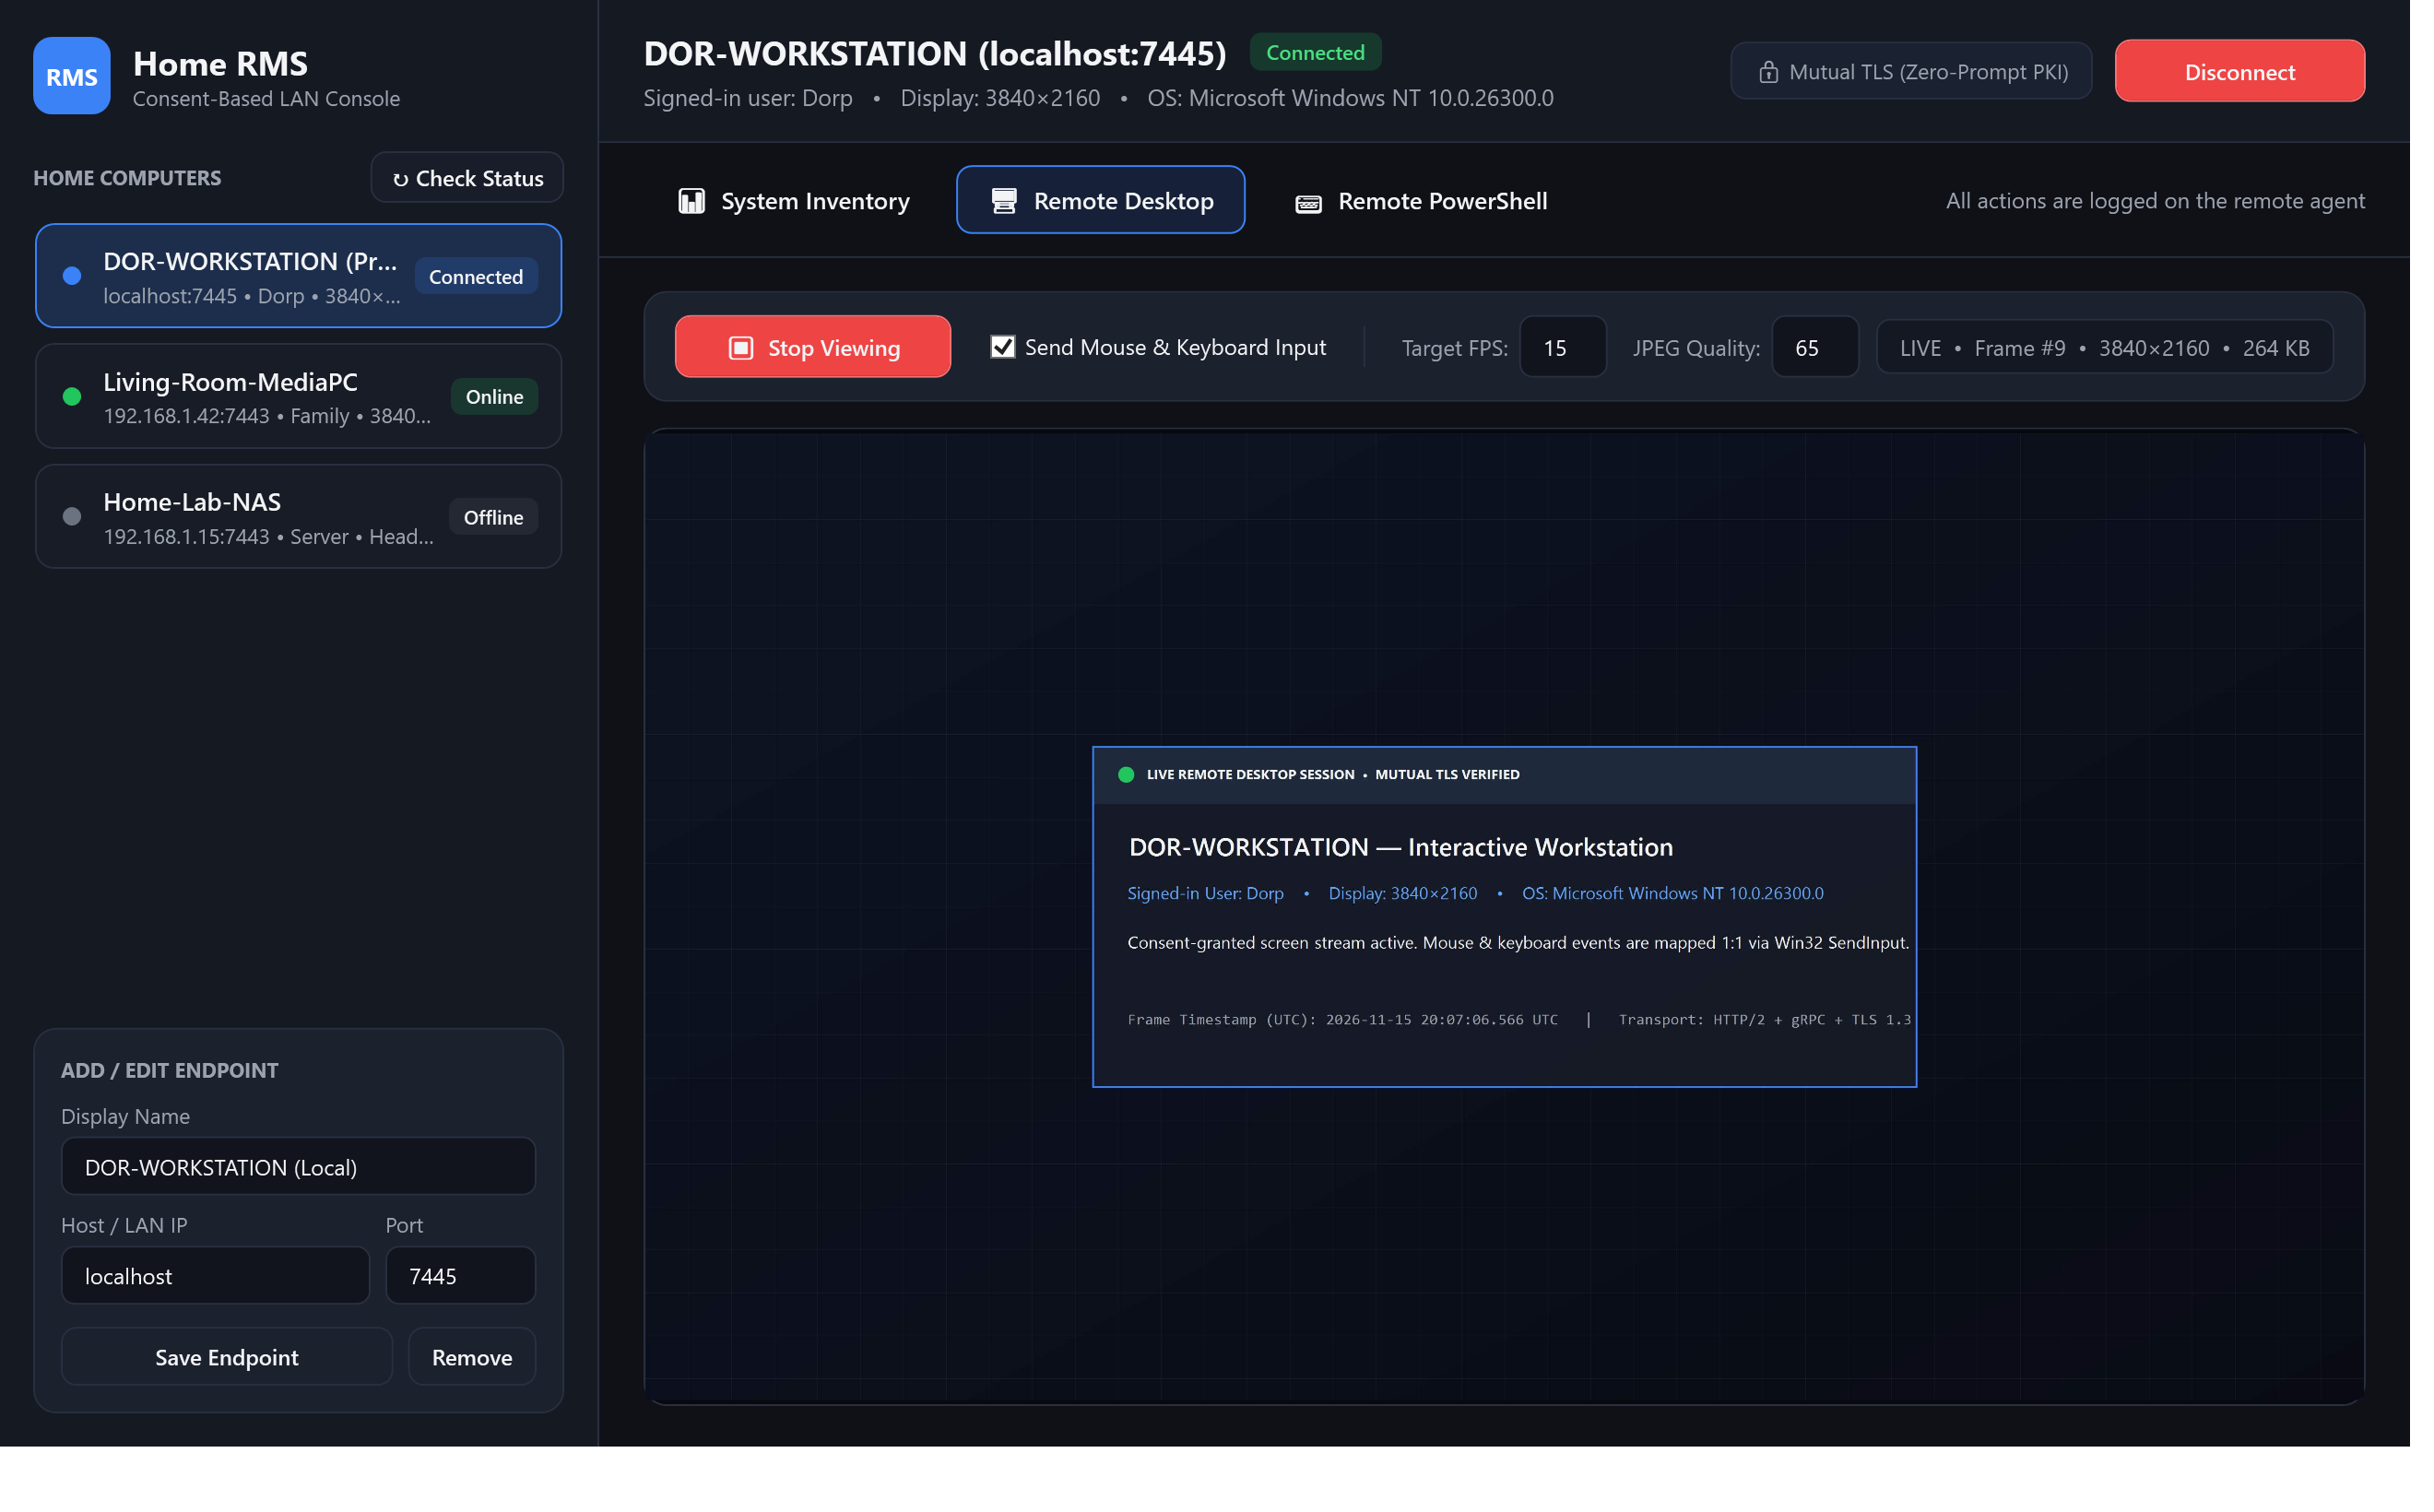 RMS
Home RMS
Consent-Based LAN Console
HOME COMPUTERS
↻ Check Status
DOR-WORKSTATION (Pr...
localhost:7445 • Dorp • 3840×...
Connected
Living-Room-MediaPC
192.168.1.42:7443 • Family • 3840...
Online
Home-Lab-NAS
192.168.1.15:7443 • Server • Head...
Offline
ADD / EDIT ENDPOINT
Display Name
DOR-WORKSTATION (Local)
Host / LAN IP
Port
localhost
7445
Save Endpoint
Remove
DOR-WORKSTATION (localhost:7445)
Connected
Signed-in user: Dorp • Display: 3840×2160 • OS: Microsoft Windows NT 10.0.26300.0
Mutual TLS (Zero-Prompt PKI)
Disconnect
System Inventory
Remote Desktop
Remote PowerShell
All actions are logged on the remote agent
Stop Viewing
Send Mouse & Keyboard Input
Target FPS: 15
JPEG Quality: 65
LIVE • Frame #9 • 3840×2160 • 264 KB
LIVE REMOTE DESKTOP SESSION • MUTUAL TLS VERIFIED
DOR-WORKSTATION — Interactive Workstation
Signed-in User: Dorp • Display: 3840×2160 • OS: Microsoft Windows NT 10.0.26300.0
Consent-granted screen stream active. Mouse & keyboard events are mapped 1:1 via Win32 SendInput.
Frame Timestamp (UTC): 2026-11-15 20:07:06.566 UTC | Transport: HTTP/2 + gRPC + TLS 1.3